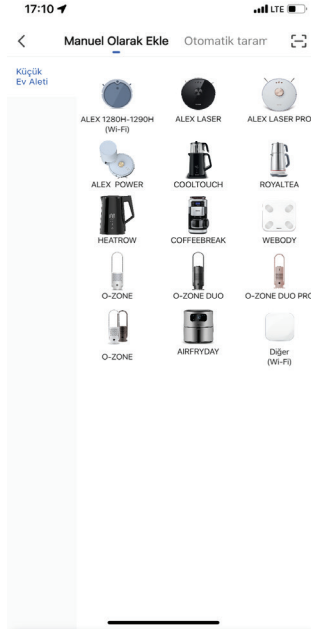 17:10
LTE
Manuel Olarak Ekle Otomatik taram
Küçük
Ev Aleti
ALEX 1280H-1290H
(Wi-Fi)
ALEX LASER
ALEX LASER PRO
ALEX POWER
COOLTOUCH
ROYALTEA
HEATROW
COFFEEBREAK
WEBODY
O-ZONE
O-ZONE DUO
O-ZONE DUO PRO
O-ZONE
AIRFRYDAY
Diğer
(Wi-Fi)